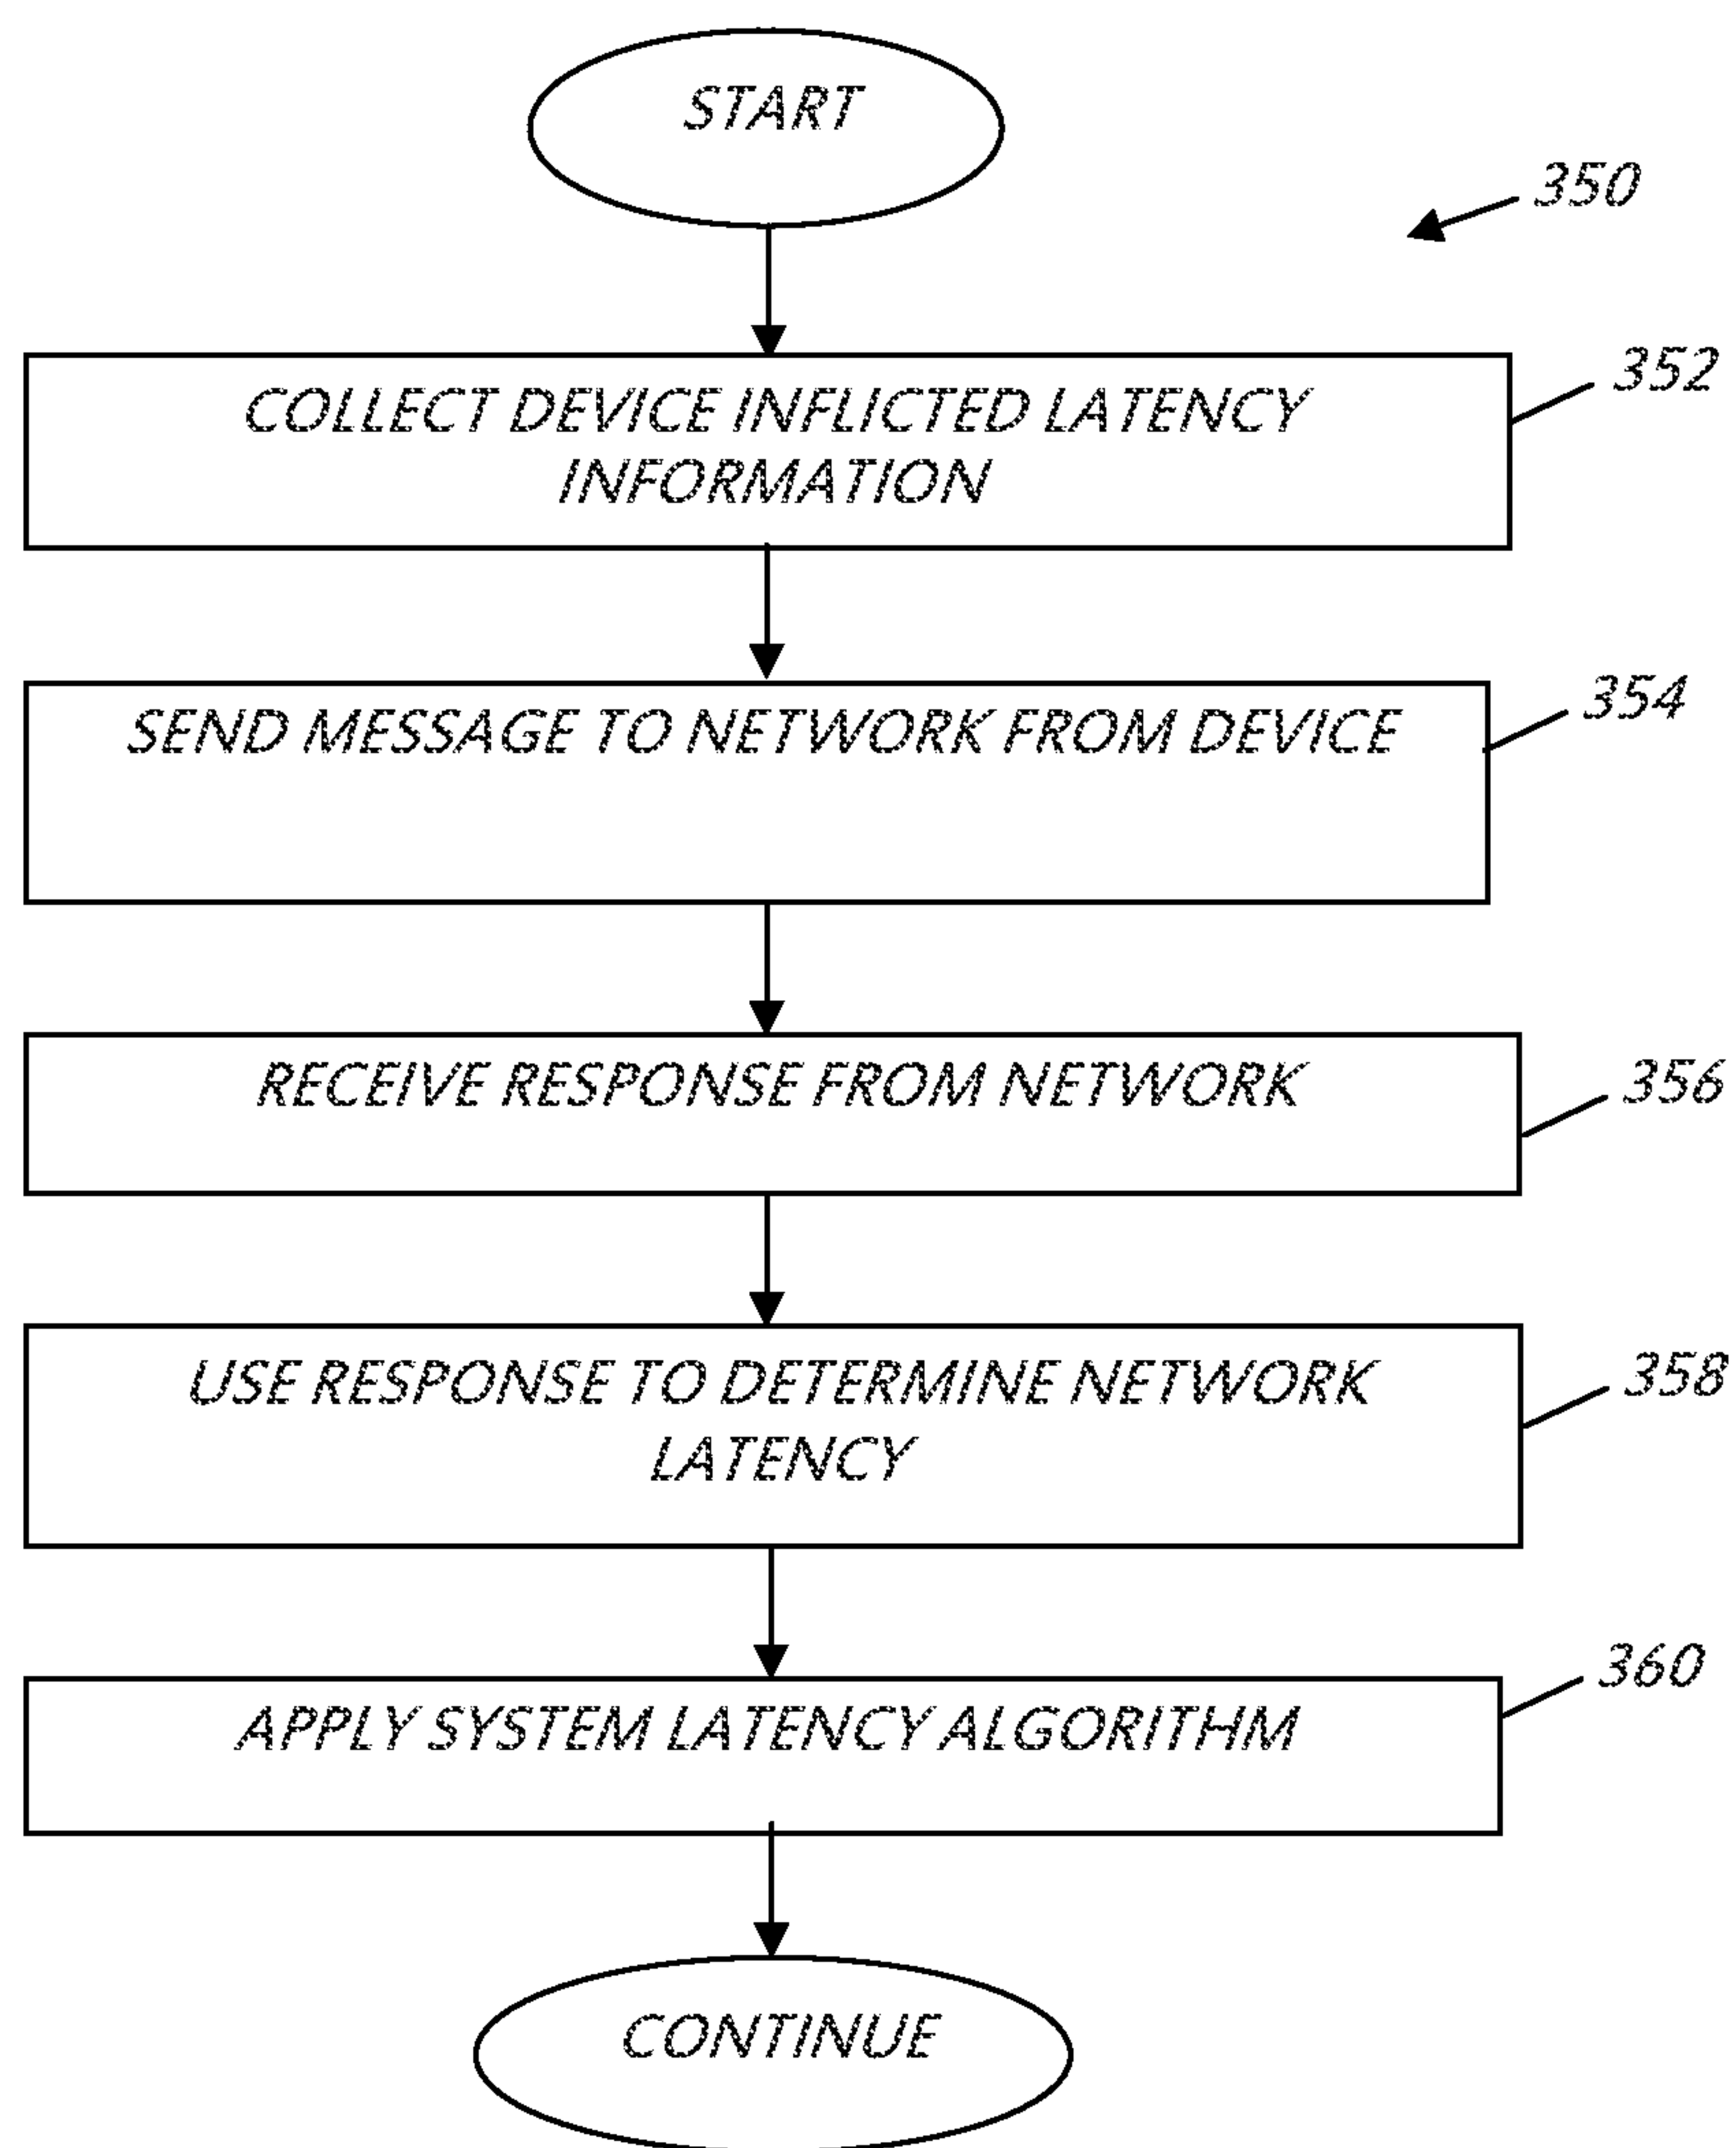 START
350
352
COLLECT DEVICE INFLICTED LATENCY
INFORMATION
354
SEND MESSAGE TO NETWORK FROM DEVICE
356
RECEIVE RESPONSE FROM NETWORK
358
USE RESPONSE TO DETERMINE NETWORK
LATENCY
360
APPLY SYSTEM LATENCY ALGORITHM
CONTINUE